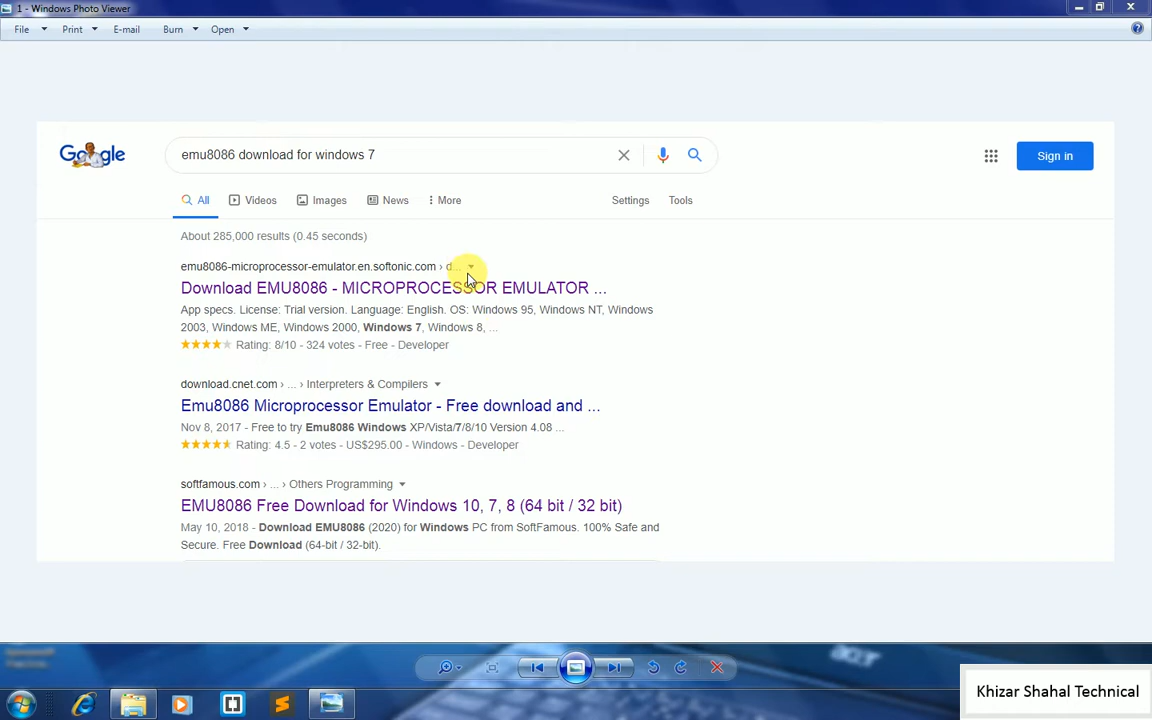 1 - Windows Photo Viewer
File Print E-mail Burn Open
Google
emu8086 download for windows 7
Sign in
All Videos Images News More Settings Tools
About 285,000 results (0.45 seconds)
emu8086-microprocessor-emulator.en.softonic.com › d...
Download EMU8086 - MICROPROCESSOR EMULATOR ...
App specs. License: Trial version. Language: English. OS: Windows 95, Windows NT, Windows
2003, Windows ME, Windows 2000, Windows 7, Windows 8, ...
Rating: 8/10 - 324 votes - Free - Developer
download.cnet.com › ... › Interpreters & Compilers
Emu8086 Microprocessor Emulator - Free download and ...
Nov 8, 2017 - Free to try Emu8086 Windows XP/Vista/7/8/10 Version 4.08 ...
Rating: 4.5 - 2 votes - US$295.00 - Windows - Developer
softfamous.com › ... › Others Programming
EMU8086 Free Download for Windows 10, 7, 8 (64 bit / 32 bit)
May 10, 2018 - Download EMU8086 (2020) for Windows PC from SoftFamous. 100% Safe and
Secure. Free Download (64-bit / 32-bit).
acer
Khizar Shahal Technical